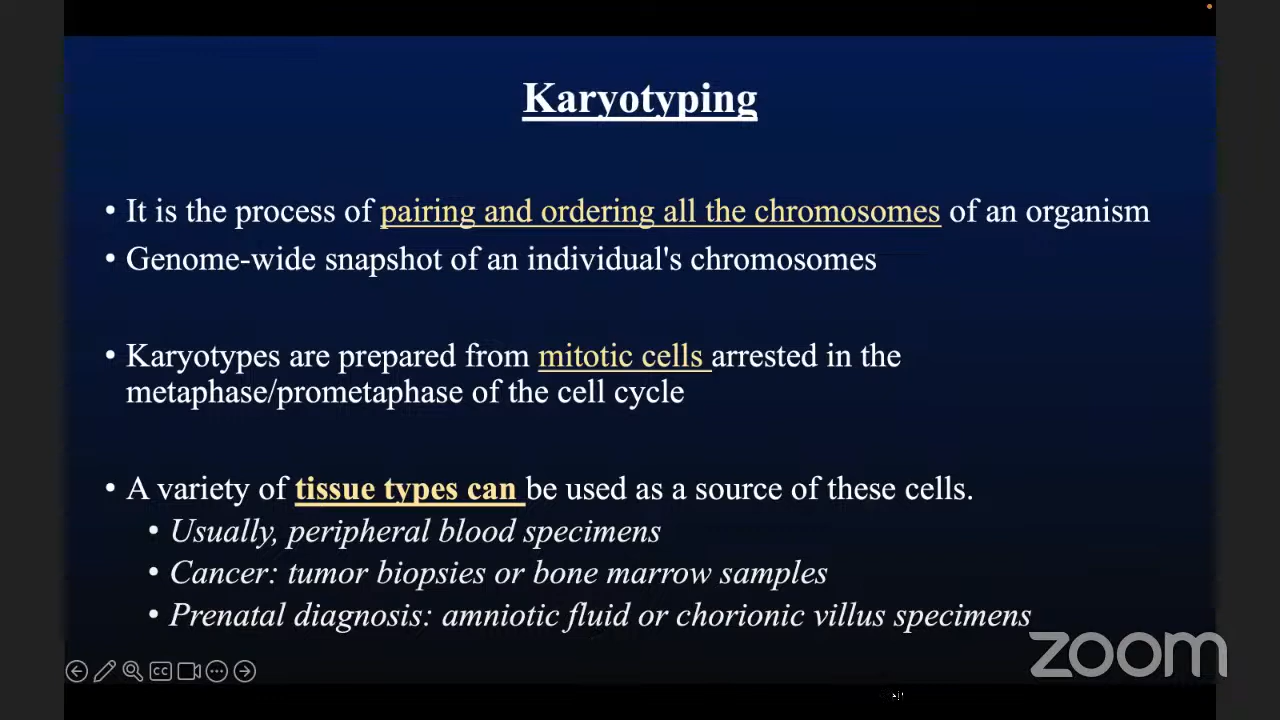 Karyotyping
• It is the process of pairing and ordering all the chromosomes of an organism
• Genome-wide snapshot of an individual's chromosomes
• Karyotypes are prepared from mitotic cells arrested in the
metaphase/prometaphase of the cell cycle
• A variety of tissue types can be used as a source of these cells.
• Usually, peripheral blood specimens
• Cancer: tumor biopsies or bone marrow samples
• Prenatal diagnosis: amniotic fluid or chorionic villus specimens
zoom
CC